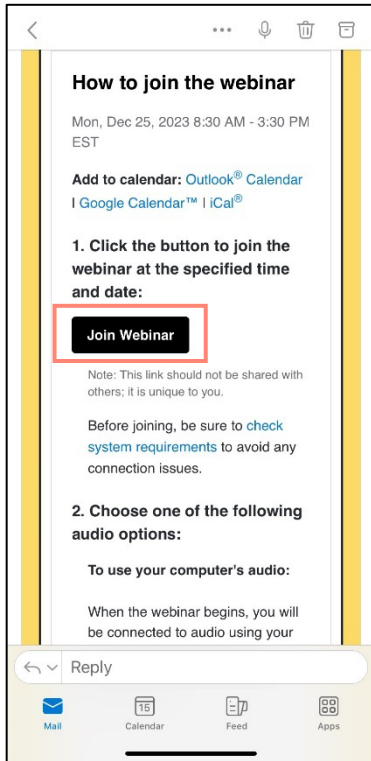 How to join the webinar
Mon, Dec 25, 2023 8:30 AM - 3:30 PM
EST
Add to calendar: Outlook® Calendar
I Google Calendar™ I iCal®
1. Click the button to join the
webinar at the specified time
and date:
Join Webinar
Note: This link should not be shared with
others; it is unique to you.
Before joining, be sure to check
system requirements to avoid any
connection issues.
2. Choose one of the following
audio options:
To use your computer's audio:
When the webinar begins, you will
be connected to audio using your
Reply
15
Mail Calendar Feed Apps